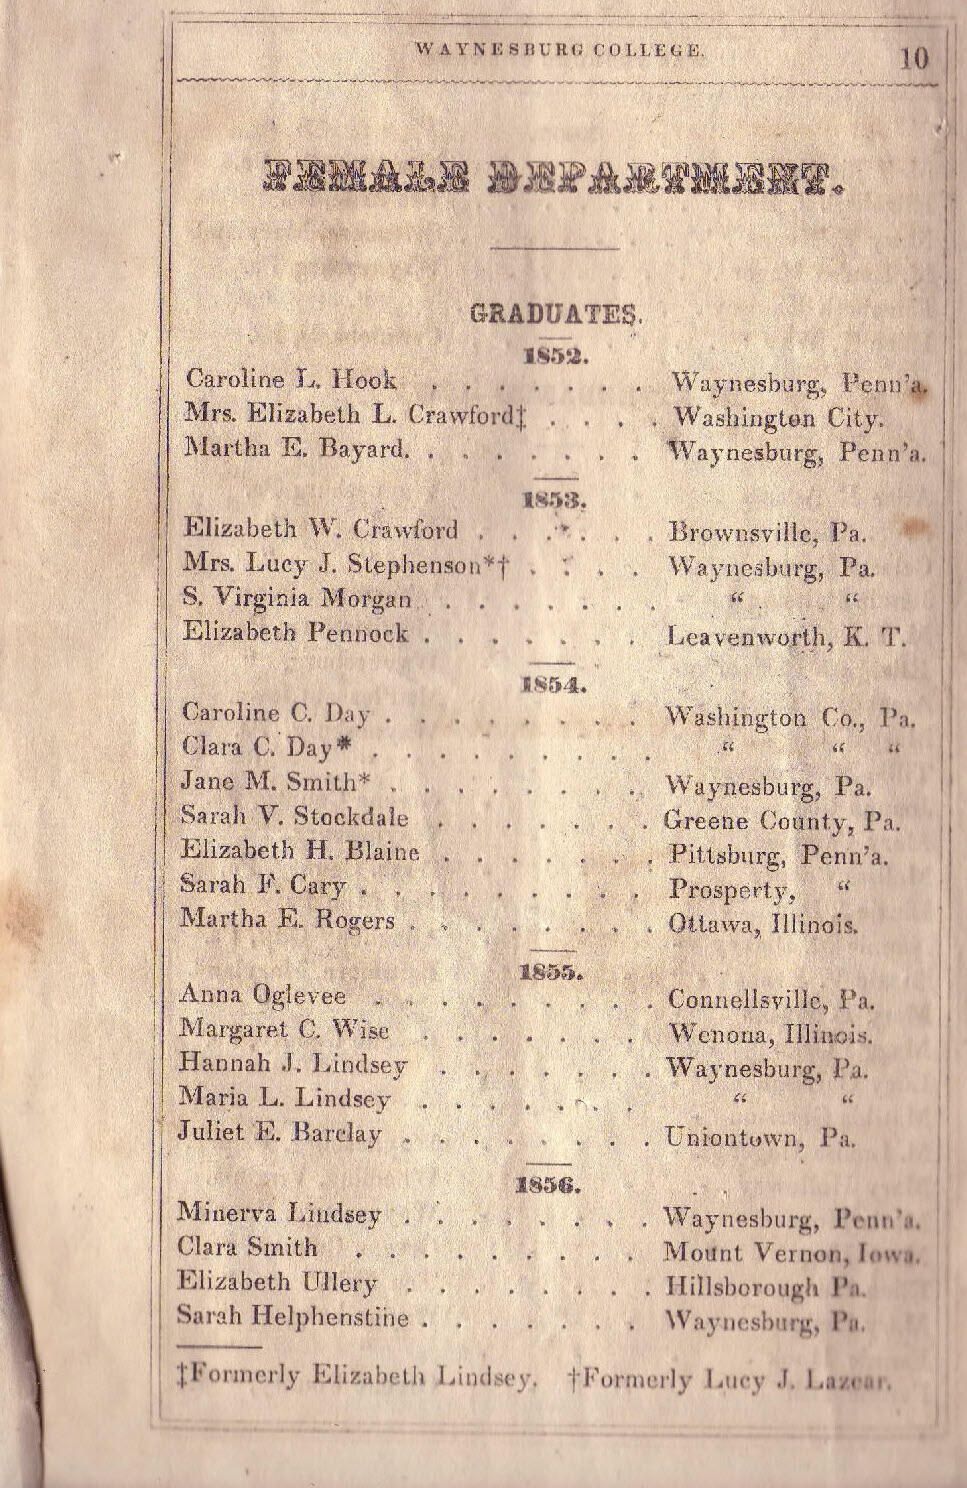 WAYNESBURG COLLEGE. 10
FEMALE DEPARTMENT.
GRADUATES.
1852.
Caroline L. Hook . . . . . . . Waynesburg, Penn'a.
Mrs. Elizabeth L. Crawford‡ . . . . Washington City.
Martha E. Bayard. . . . . . . . Waynesburg, Penn'a.
1853.
Elizabeth W. Crawford . . . . . . Brownsville, Pa.
Mrs. Lucy J. Stephenson*† . . . . Waynesburg, Pa.
S. Virginia Morgan . . . . . . . “ “
Elizabeth Pennock . . . . . . . Leavenworth, K. T.
1854.
Caroline C. Day . . . . . . . . Washington Co., Pa.
Clara C. Day* . . . . . . . . . “ “ “
Jane M. Smith* . . . . . . . . Waynesburg, Pa.
Sarah V. Stockdale . . . . . . . Greene County, Pa.
Elizabeth H. Blaine . . . . . . . Pittsburg, Penn'a.
Sarah F. Cary . . . . . . . . . Prosperty, “
Martha E. Rogers . . . . . . . . Ottawa, Illinois.
1855.
Anna Oglevee . . . . . . . . . Connellsville, Pa.
Margaret C. Wise . . . . . . . Wenona, Illinois.
Hannah J. Lindsey . . . . . . . Waynesburg, Pa.
Maria L. Lindsey . . . . . . . “ “
Juliet E. Barclay . . . . . . . . Uniontown, Pa.
1856.
Minerva Lindsey . . . . . . . . Waynesburg, Penn'a.
Clara Smith . . . . . . . . . Mount Vernon, Iowa.
Elizabeth Ullery . . . . . . . . Hillsborough Pa.
Sarah Helphenstine . . . . . . . Waynesburg, Pa.
‡Formerly Elizabeth Lindsey. †Formerly Lucy J. Lazear.